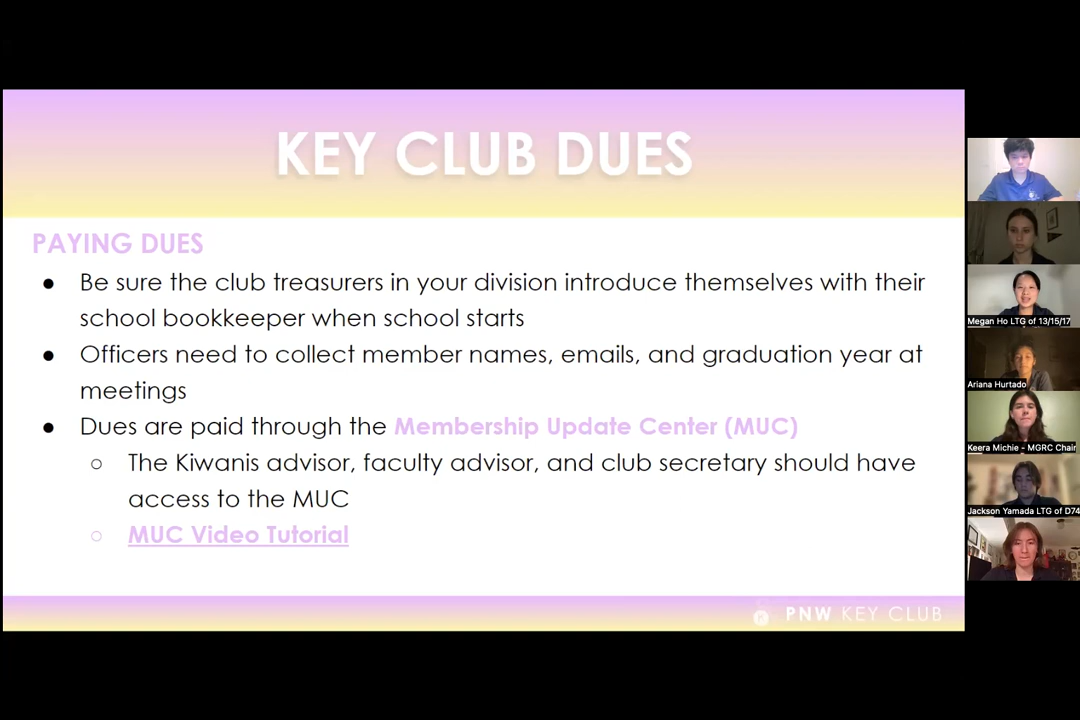 KEY CLUB DUES
PAYING DUES
● Be sure the club treasurers in your division introduce themselves with their
school bookkeeper when school starts
● Officers need to collect member names, emails, and graduation year at
meetings
● Dues are paid through the Membership Update Center (MUC)
○ The Kiwanis advisor, faculty advisor, and club secretary should have
access to the MUC
○ MUC Video Tutorial
PNW KEY CLUB
Megan Ho LTG of 13/15/17
Ariana Hurtado
Keera Michie - MGRC Chair
Jackson Yamada LTG of D74